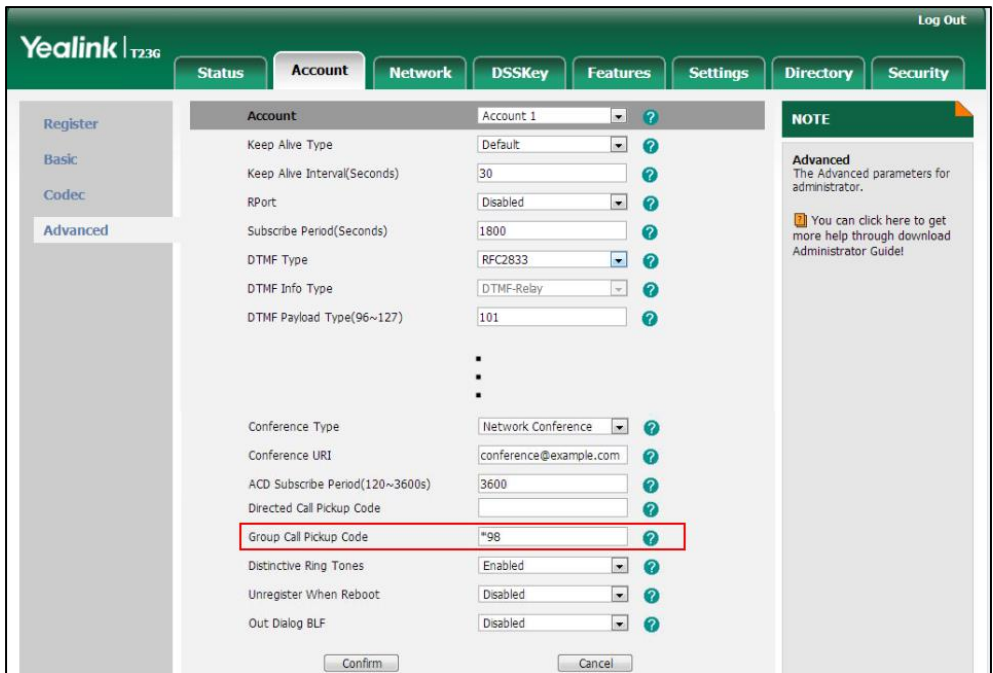 Log Out
Yealink T23G
Status Account Network DSSKey Features Settings Directory Security
Register
Basic
Codec
Advanced
Account Account 1 ?
Keep Alive Type Default ?
Keep Alive Interval(Seconds) 30 ?
RPort Disabled ?
Subscribe Period(Seconds) 1800 ?
DTMF Type RFC2833 ?
DTMF Info Type DTMF-Relay ?
DTMF Payload Type(96~127) 101 ?
Conference Type Network Conference ?
Conference URI conference@example.com ?
ACD Subscribe Period(120~3600s) 3600 ?
Directed Call Pickup Code ?
Group Call Pickup Code *98 ?
Distinctive Ring Tones Enabled ?
Unregister When Reboot Disabled ?
Out Dialog BLF Disabled ?
Confirm Cancel
NOTE
Advanced
The Advanced parameters for
administrator.
? You can click here to get
more help through download
Administrator Guide!